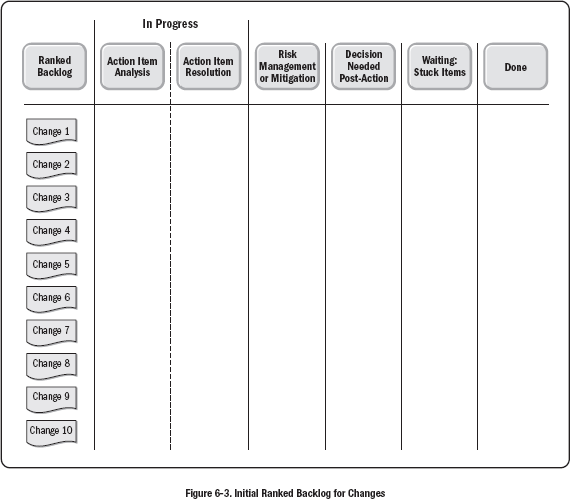 In Progress
Ranked
Backlog
Action Item
Analysis
Action Item
Resolution
Risk
Management
or Mitigation
Decision
Needed
Post-Action
Waiting:
Stuck Items
Done
Change 1
Change 2
Change 3
Change 4
Change 5
Change 6
Change 7
Change 8
Change 9
Change 10
Figure 6-3. Initial Ranked Backlog for Changes